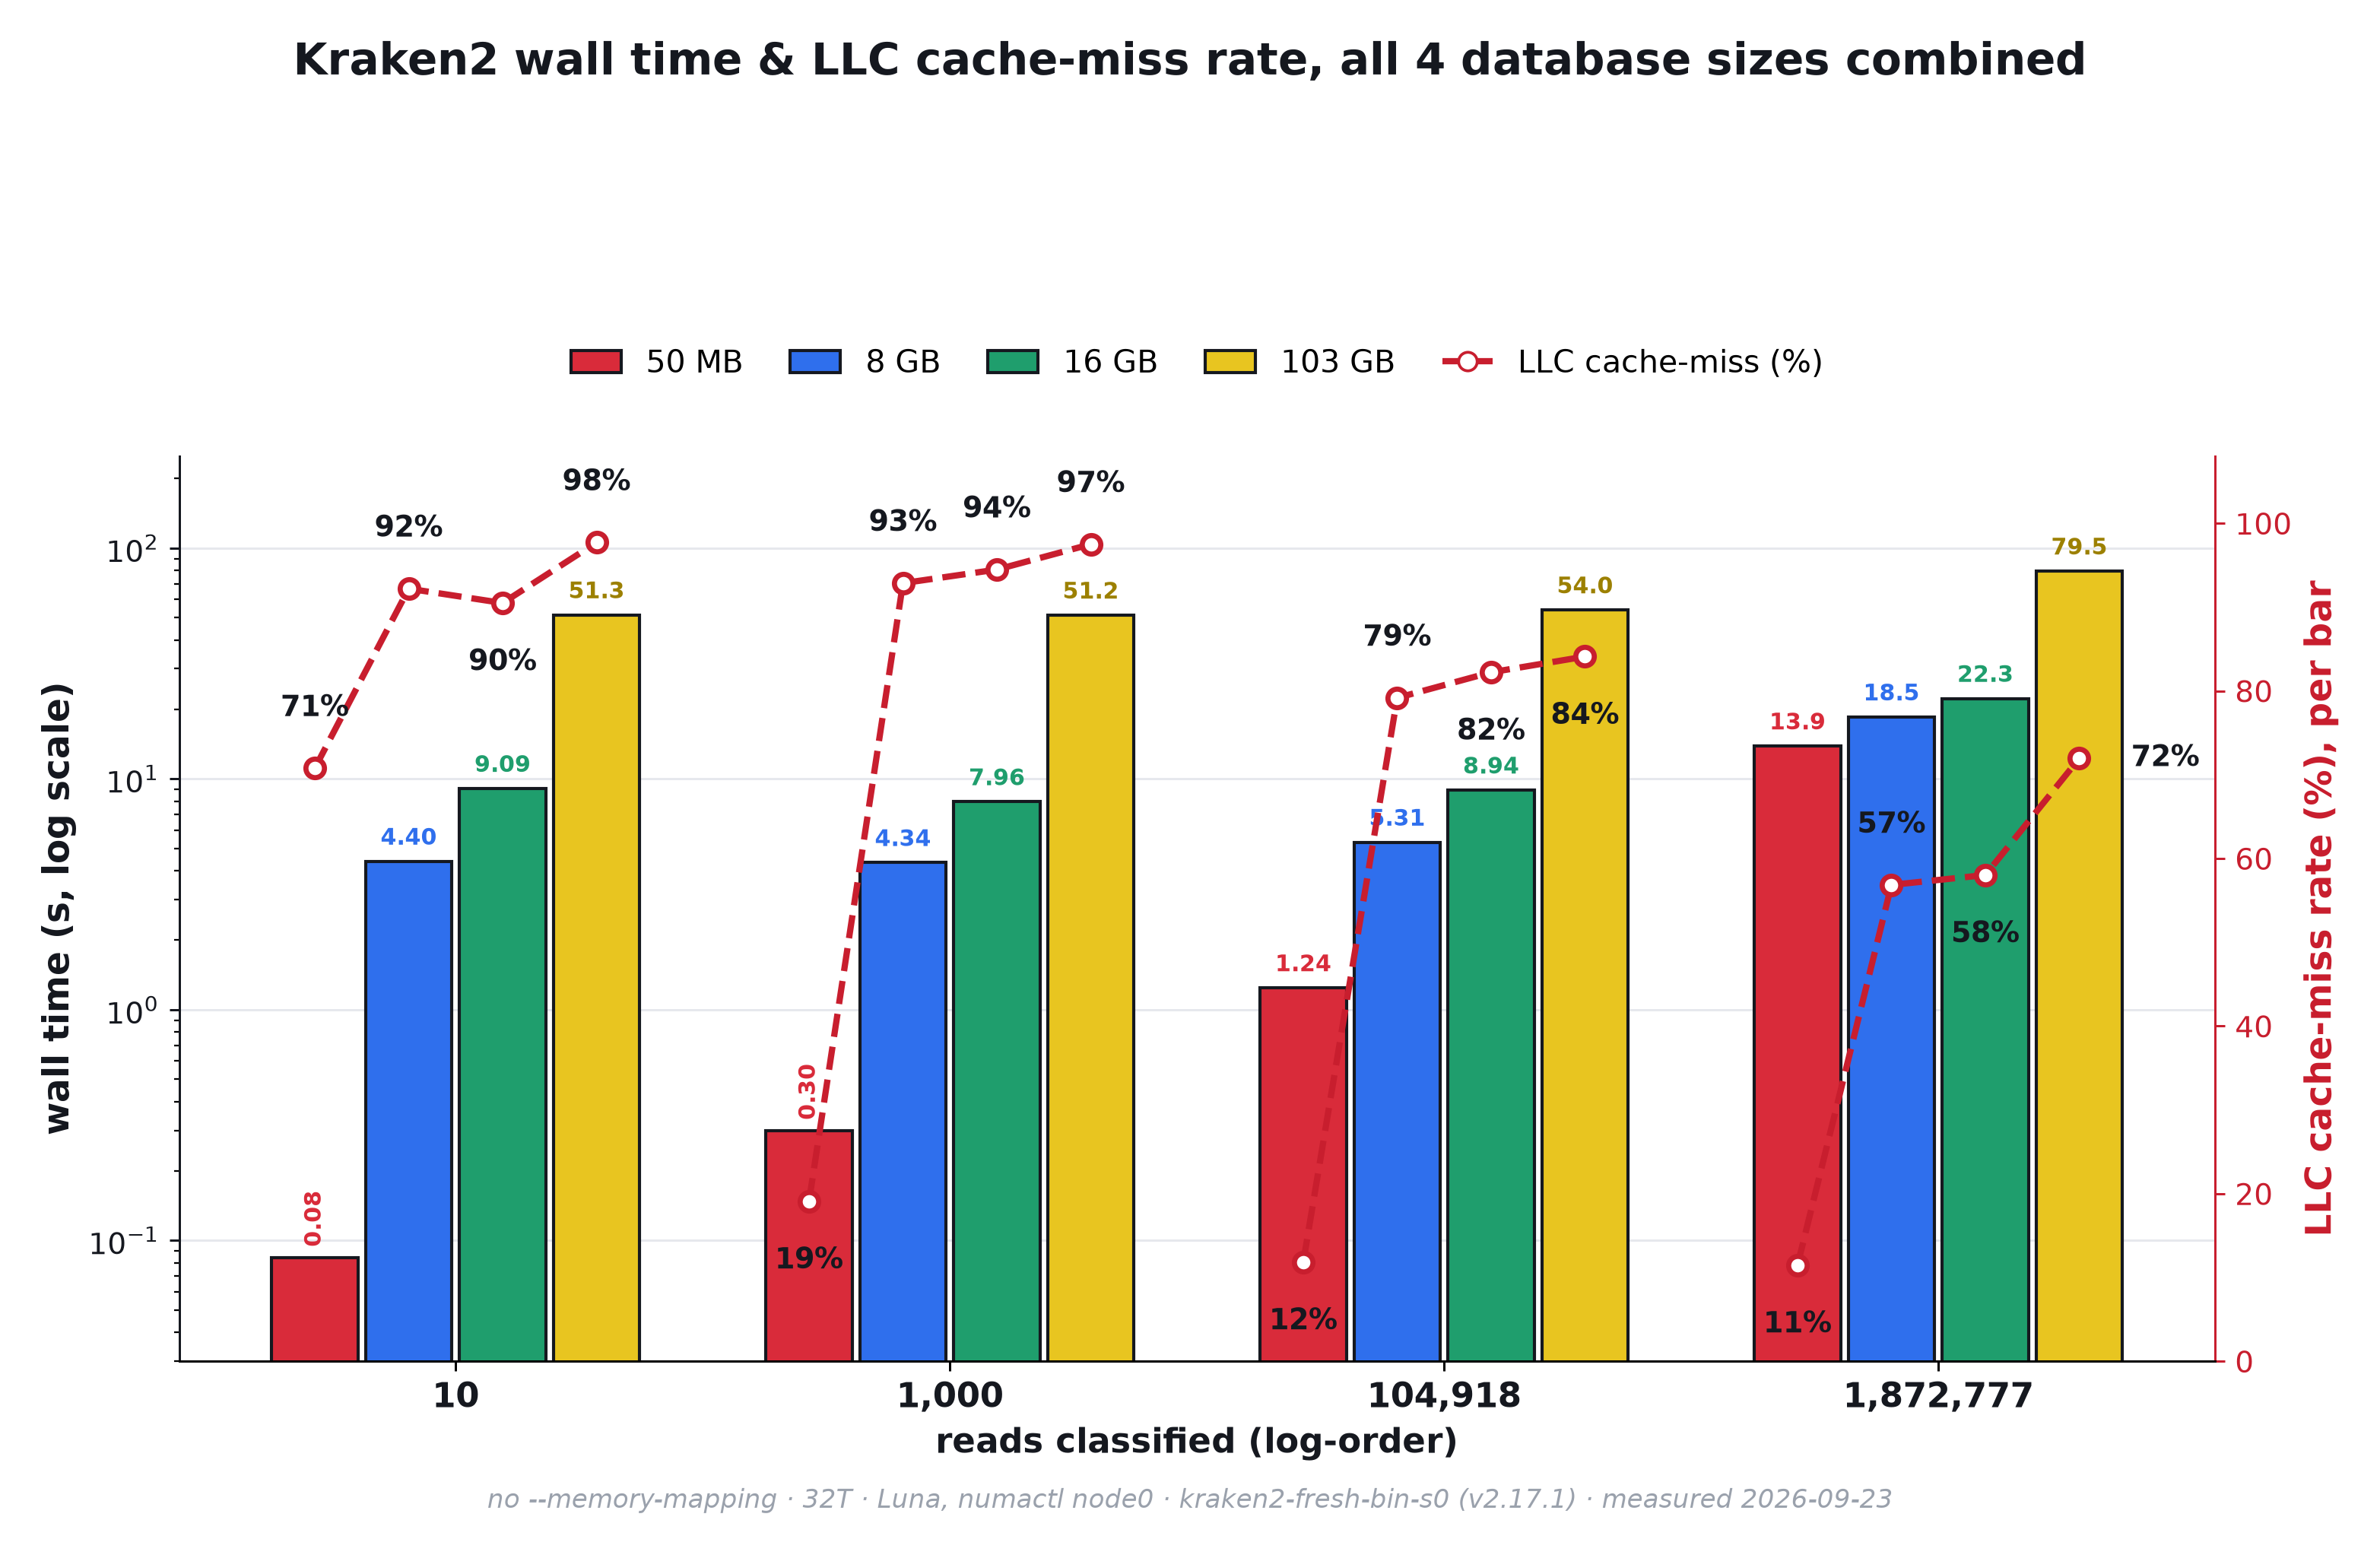 Kraken2 wall time & LLC cache-miss rate, all 4 database sizes combined
50 MB 8 GB 16 GB 103 GB LLC cache-miss (%)
wall time (s, log scale)
10²
10¹
10⁰
10⁻¹
71% 92% 90% 98%
0.08 4.40 9.09 51.3
19% 93% 94% 97%
0.30 4.34 7.96 51.2
12% 79% 82% 84%
1.24 5.31 8.94 54.0
11% 57% 58% 72%
13.9 18.5 22.3 79.5
100
80
60
40
20
0
LLC cache-miss rate (%), per bar
10 1,000 104,918 1,872,777
reads classified (log-order)
no --memory-mapping · 32T · Luna, numactl node0 · kraken2-fresh-bin-s0 (v2.17.1) · measured 2026-09-23